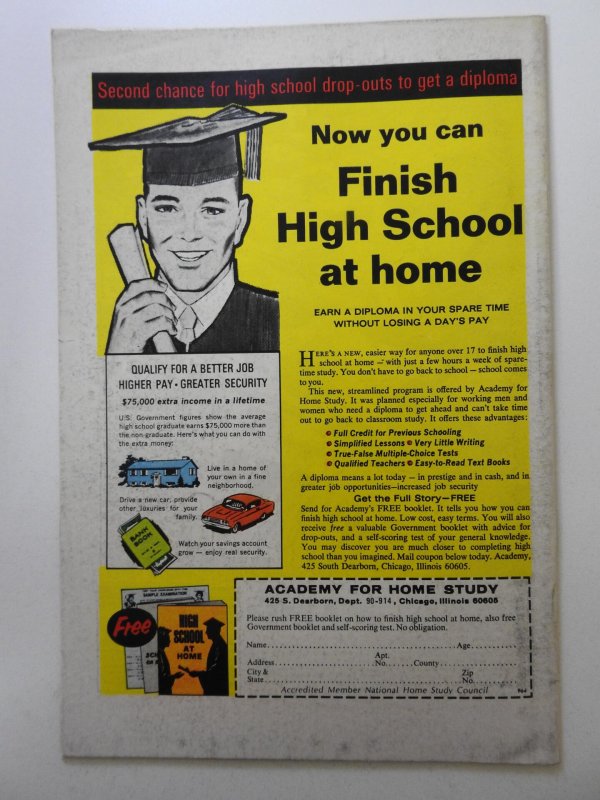 Second chance for high school drop-outs to get a diploma
Now you can
Finish
High School
at home
EARN A DIPLOMA IN YOUR SPARE TIME
WITHOUT LOSING A DAY'S PAY
HERE'S A NEW, easier way for anyone over 17 to finish high
school at home — with just a few hours a week of spare-
time study. You don't have to go back to school — school comes
to you.
This new, streamlined program is offered by Academy for
Home Study. It was planned especially for working men and
women who need a diploma to get ahead and can't take time
out to go back to classroom study. It offers these advantages:
Full Credit for Previous Schooling
Simplified Lessons Very Little Writing
True-False Multiple-Choice Tests
Qualified Teachers Easy-to-Read Text Books
A diploma means a lot today – in prestige and in cash, and in
greater job opportunities—increased job security
Get the Full Story—FREE
Send for Academy's FREE booklet. It tells you how you can
finish high school at home. Low cost, easy terms. You will also
receive free a valuable Government booklet with advice for
drop-outs, and a self-scoring test of your general knowledge.
You may discover you are much closer to completing high
school than you imagined. Mail coupon below today. Academy,
425 South Dearborn, Chicago, Illinois 60605.
QUALIFY FOR A BETTER JOB
HIGHER PAY • GREATER SECURITY
$75,000 extra income in a lifetime
U.S. Government figures show the average
high school graduate earns $75,000 more than
the non-graduate. Here's what you can do with
the extra money:
Live in a home of
your own in a fine
neighborhood.
Drive a new car, provide
other luxuries for your
family.
BANK
BOOK
Watch your savings account
grow — enjoy real security.
SAMPLE EXAMINATION
Free
HIGH
SCHOOL
AT
HOME
ACADEMY FOR HOME STUDY
425 S. Dearborn, Dept. 90-914, Chicago, Illinois 60605
Please rush FREE booklet on how to finish high school at home, also free
Government booklet and self-scoring test. No obligation.
Name Age
Apt.
Address No. County
City & Zip
State No.
Accredited Member National Home Study Council